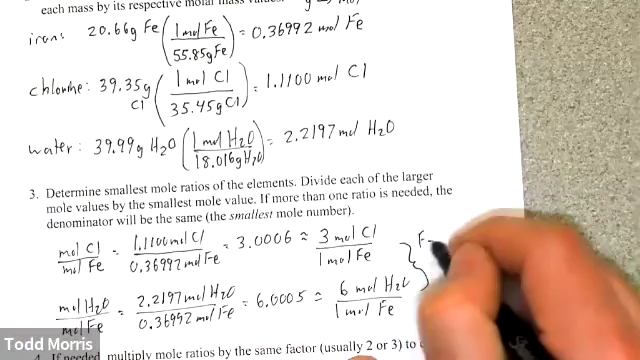 each mass by its respective molar mass
iron: 20.66g Fe (1 mol Fe / 55.85g Fe) = 0.36992 mol Fe
chlorine: 39.35g Cl (1 mol Cl / 35.45g Cl) = 1.1100 mol Cl
water: 39.99g H₂O (1 mol H₂O / 18.016g H₂O) = 2.2197 mol H₂O
3. Determine smallest mole ratios of the elements. Divide each of the larger
mole values by the smallest mole value. If more than one ratio is needed, the
denominator will be the same (the smallest mole number).
mol Cl / mol Fe = 1.1100 mol Cl / 0.36992 mol Fe = 3.0006 ≈ 3 mol Cl / 1 mol Fe } F
mol H₂O / mol Fe = 2.2197 mol H₂O / 0.36992 mol Fe = 6.0005 ≈ 6 mol H₂O / 1 mol Fe
4. If needed, multiply mole ratios by the same factor (usually 2 or 3) to
Todd Morris